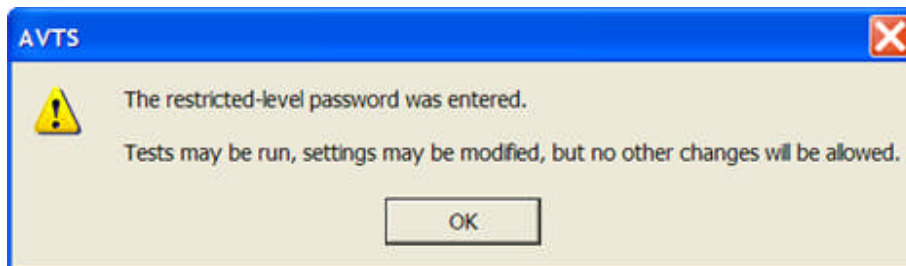 AVTS
The restricted-level password was entered.
Tests may be run, settings may be modified, but no other changes will be allowed.
OK